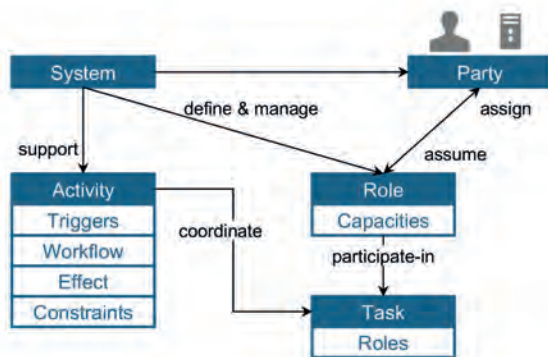 System
Party
define & manage
assign
support
assume
Activity
Role
Triggers
Capacities
coordinate
Workflow
participate-in
Effect
Constraints
Task
Roles